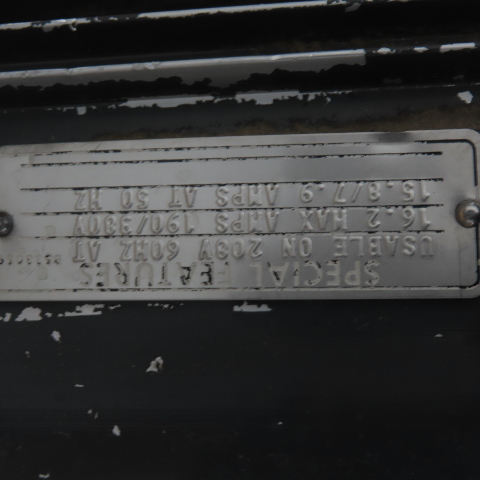 SPECIAL FEATURES
USABLE ON 208V 60HZ AT
16.2 MAX AMPS 190/380V
15.8/7.9 AMPS AT 50 HZ